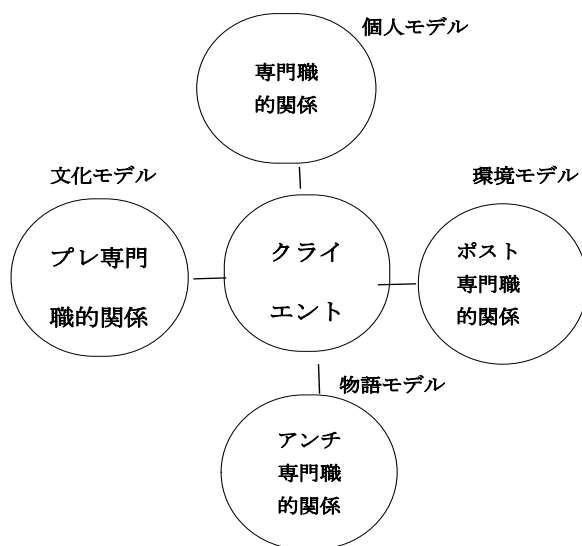 個人モデル
専門職
的関係
文化モデル
環境モデル
プレ専門
職的関係
クライ
エント
ポスト
専門職
的関係
物語モデル
アンチ
専門職
的関係